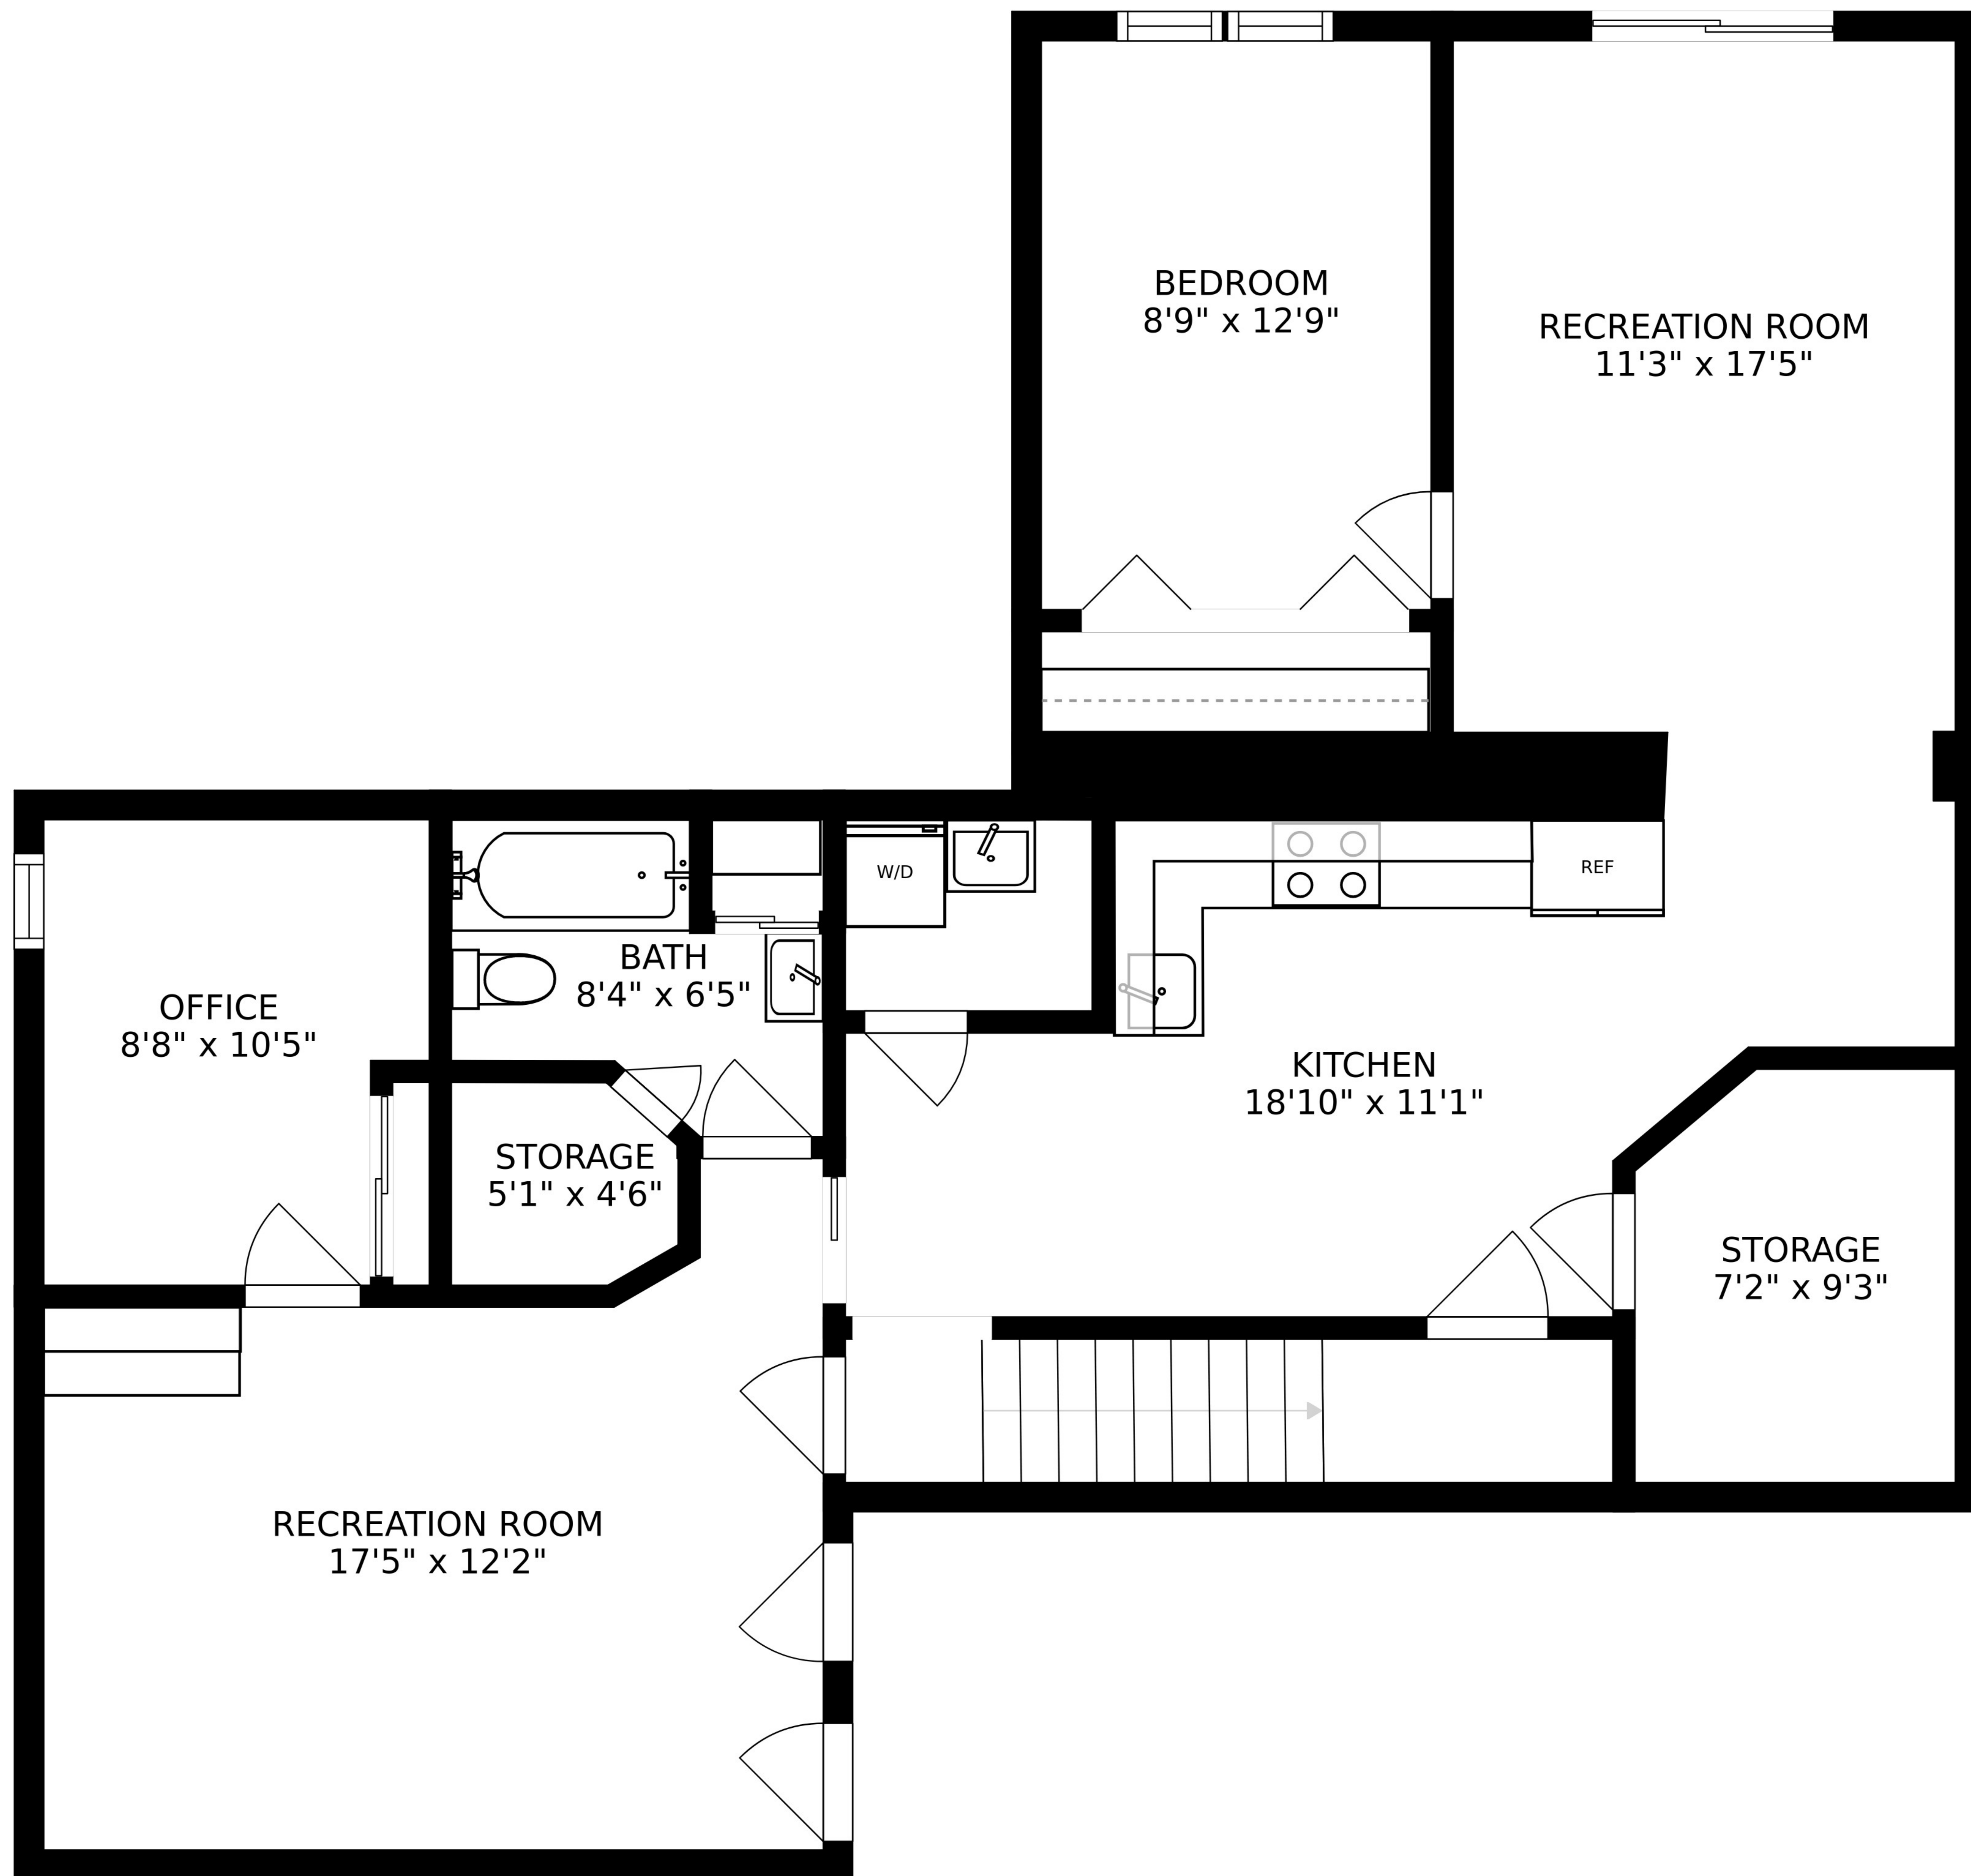 BEDROOM
8'9" x 12'9"
RECREATION ROOM
11'3" x 17'5"
W/D
REF
BATH
8'4" x 6'5"
OFFICE
8'8" x 10'5"
KITCHEN
18'10" x 11'1"
STORAGE
5'1" x 4'6"
STORAGE
7'2" x 9'3"
RECREATION ROOM
17'5" x 12'2"